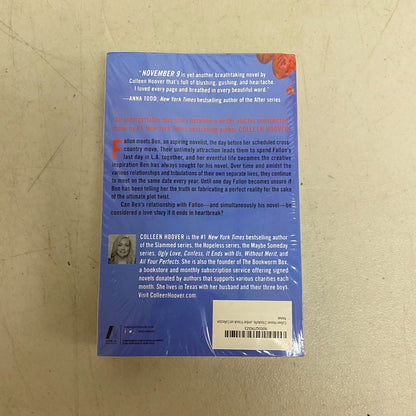 "NOVEMBER 9 is yet another breathtaking novel by
Colleen Hoover that's full of blushing, gushing, and heartache.
I loved every page and breathed in every beautiful word."
—ANNA TODD, New York Times bestselling author of the After series
COLLEEN HOOVER
Fallon meets Ben, an aspiring novelist, the day before her scheduled cross-
country move. Their untimely attraction leads them to spend Fallon's
last day in L.A. together, and her eventful life becomes the creative
inspiration Ben has always sought for his novel. Over time and amidst the
various relationships and tribulations of their own separate lives, they
continue to meet on the same date every year. Until one day Fallon becomes unsure if
Ben has been telling her the truth or fabricating a perfect reality for the sake
of the ultimate plot twist.
Can Ben's relationship with Fallon—and simultaneously his novel—be
considered a love story if it ends in heartbreak?
COLLEEN HOOVER is the #1 New York Times bestselling author
of the Slammed series, the Hopeless series, the Maybe Someday
series, Ugly Love, Confess, It Ends with Us, Without Merit, and
All Your Perfects. She is also the founder of The Bookworm Box,
a bookstore and monthly subscription service offering signed
novels donated by authors that supports various charities each
month. She lives in Texas with her husband and their three boys.
Visit ColleenHoover.com.
New